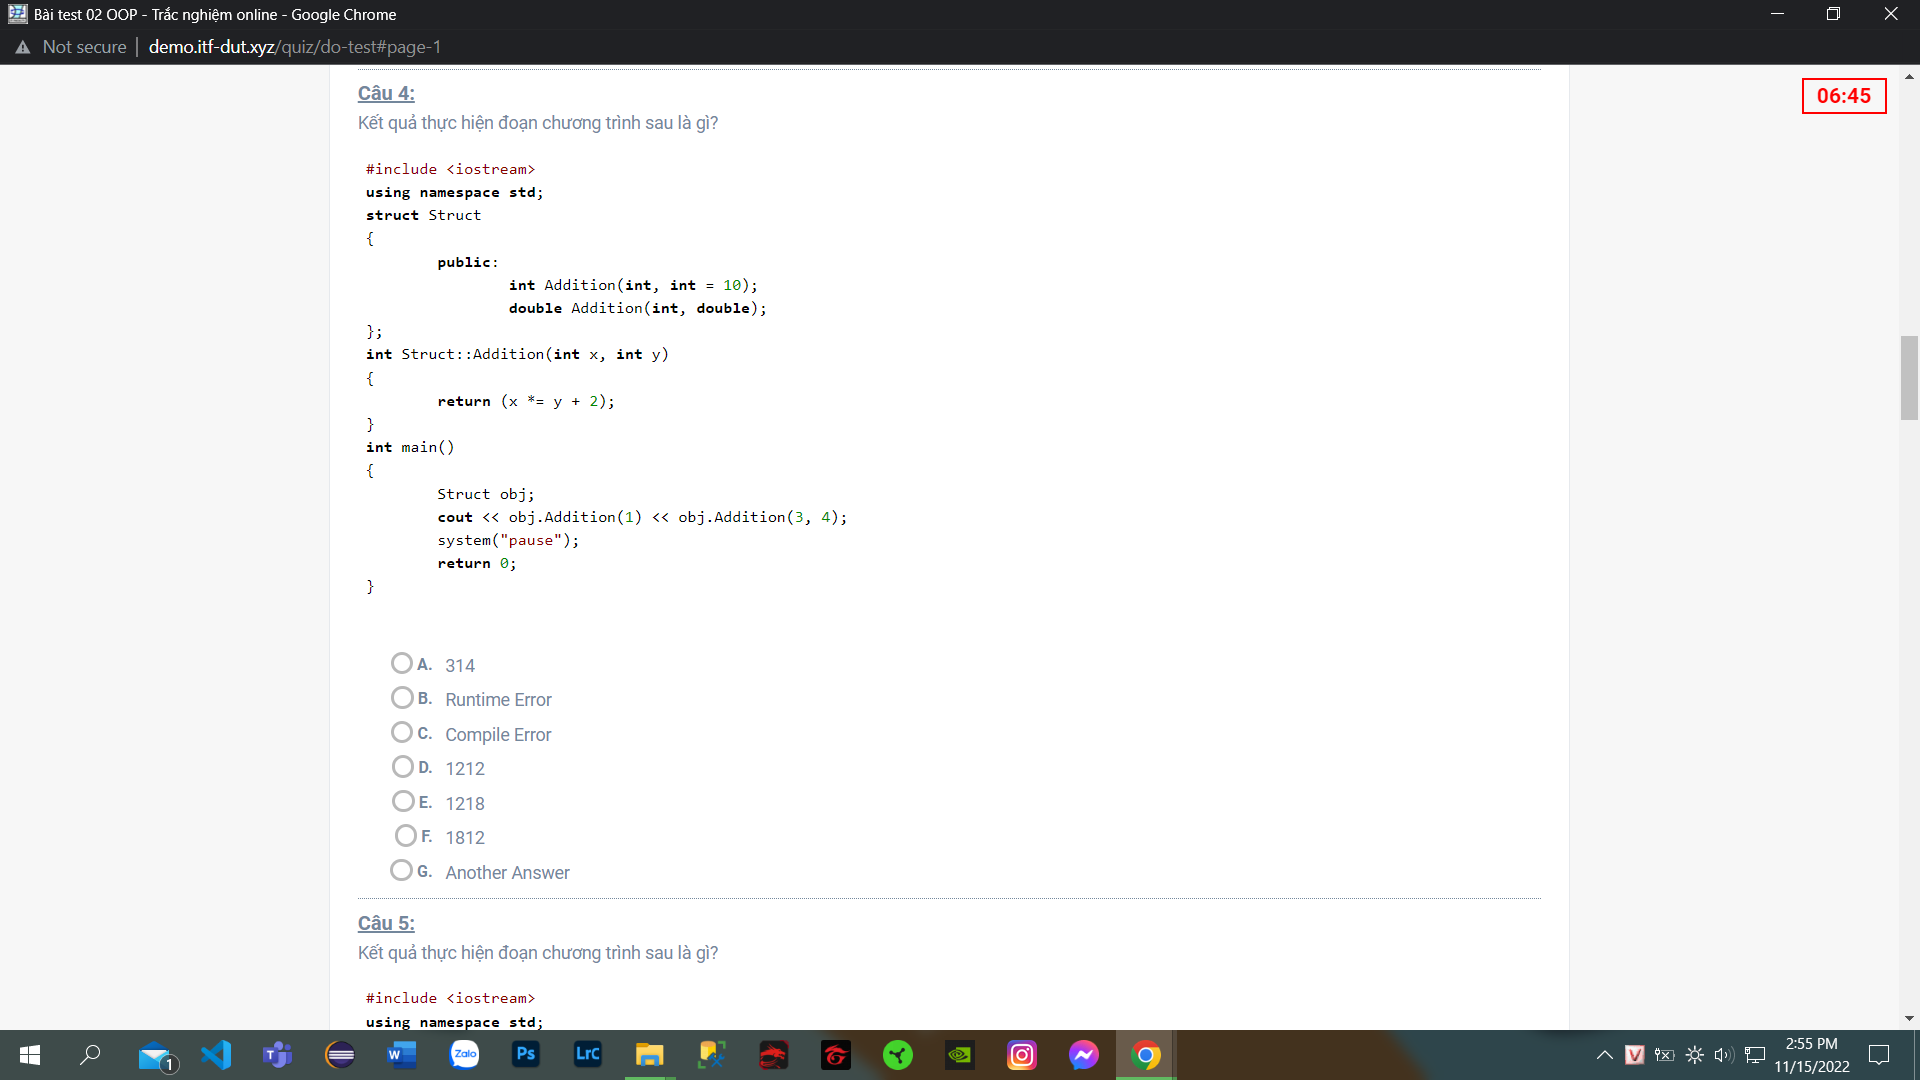 Bài test 02 OOP - Trắc nghiệm online - Google Chrome
Not secure | demo.itf-dut.xyz/quiz/do-test#page-1
06:45
Câu 4:
Kết quả thực hiện đoạn chương trình sau là gì?
#include <iostream>
using namespace std;
struct Struct
{
public:
int Addition(int, int = 10);
double Addition(int, double);
};
int Struct::Addition(int x, int y)
{
return (x *= y + 2);
}
int main()
{
Struct obj;
cout << obj.Addition(1) << obj.Addition(3, 4);
system("pause");
return 0;
}
A. 314
B. Runtime Error
C. Compile Error
D. 1212
E. 1218
F. 1812
G. Another Answer
Câu 5:
Kết quả thực hiện đoạn chương trình sau là gì?
#include <iostream>
using namespace std;
1
T
W
Zalo
Ps
LrC
V
2:55 PM
11/15/2022